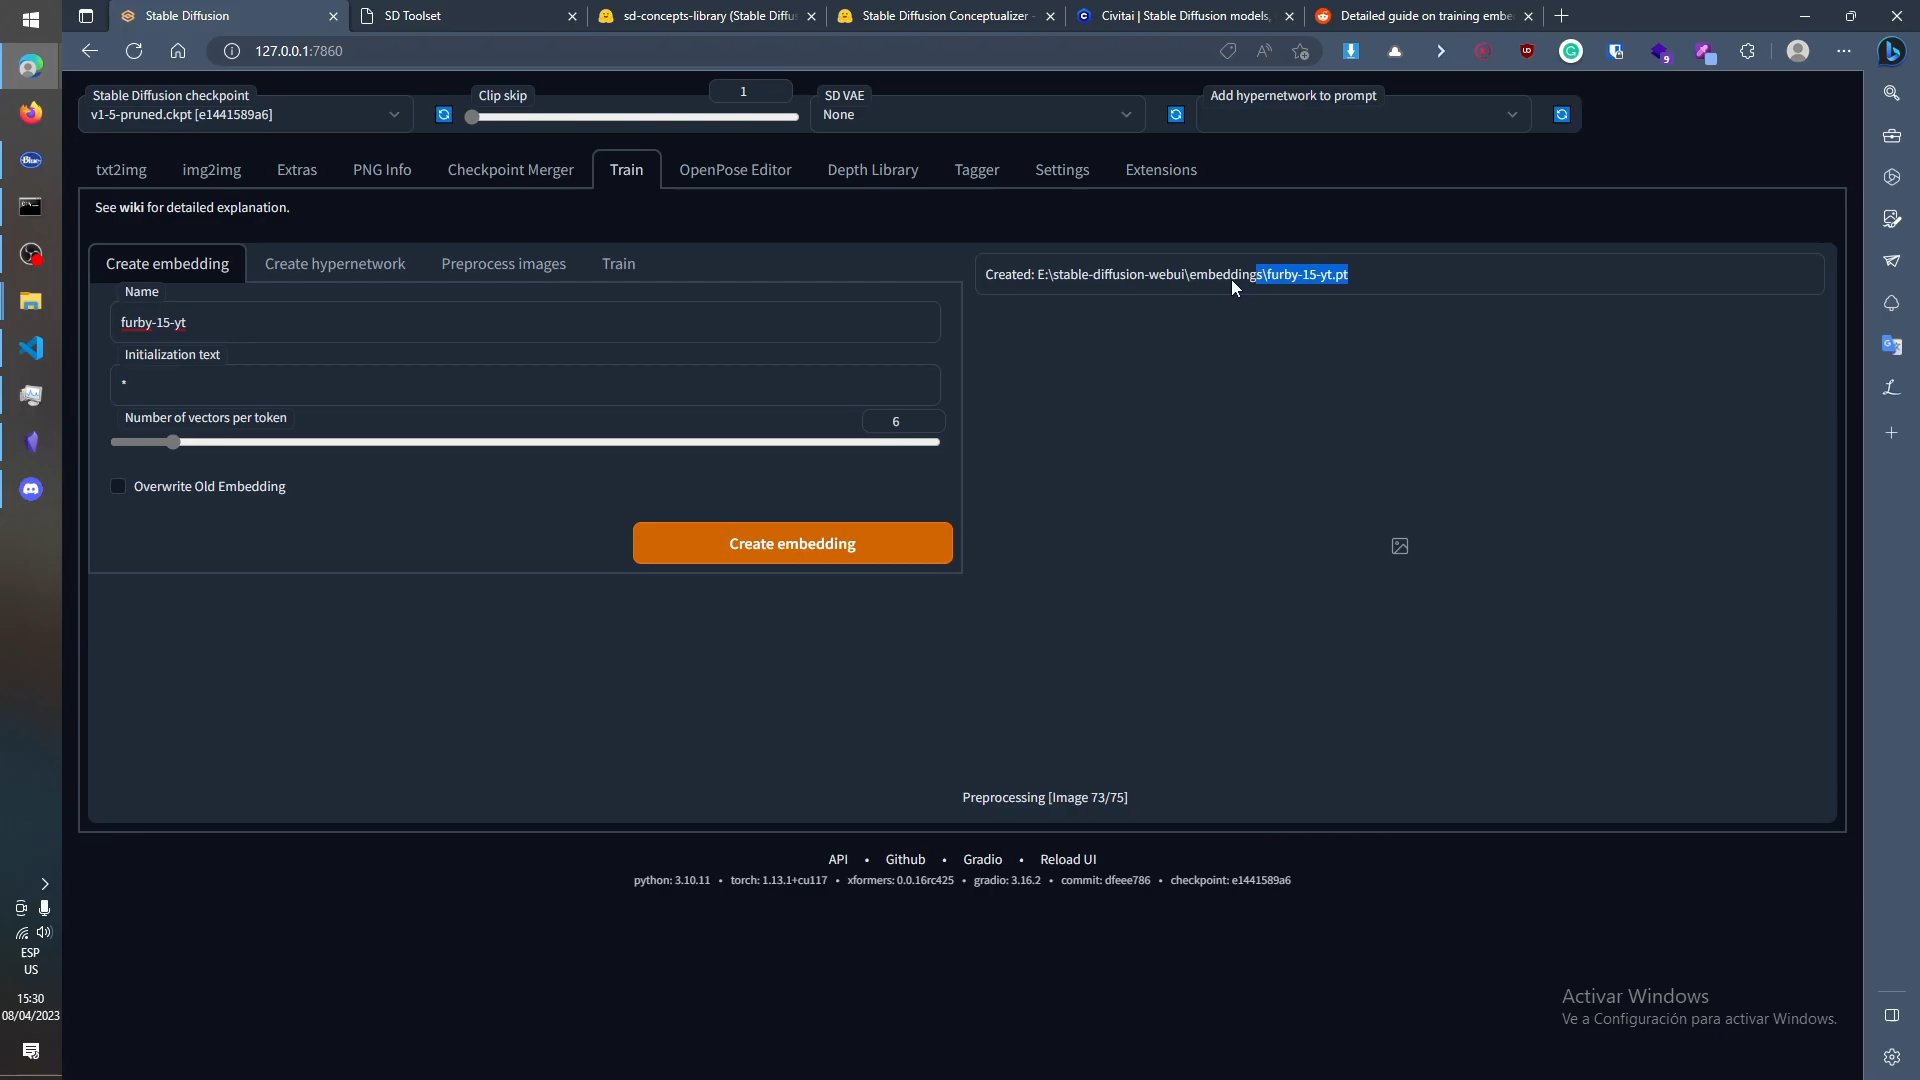 Stable Diffusion
SD Toolset
sd-concepts-library (Stable Diffus
Stable Diffusion Conceptualizer -
Civitai | Stable Diffusion models,
Detailed guide on training embe
127.0.0.1:7860
Stable Diffusion checkpoint
v1-5-pruned.ckpt [e1441589a6]
Clip skip
1
SD VAE
None
Add hypernetwork to prompt
txt2img
img2img
Extras
PNG Info
Checkpoint Merger
Train
OpenPose Editor
Depth Library
Tagger
Settings
Extensions
See wiki for detailed explanation.
Create embedding
Create hypernetwork
Preprocess images
Train
Created: E:\stable-diffusion-webui\embeddings\furby-15-yt.pt
Name
furby-15-yt
Initialization text
*
Number of vectors per token
6
Overwrite Old Embedding
Create embedding
Preprocessing [Image 73/75]
API • Github • Gradio • Reload UI
python: 3.10.11 • torch: 1.13.1+cu117 • xformers: 0.0.16rc425 • gradio: 3.16.2 • commit: dfeee786 • checkpoint: e1441589a6
ESP
US
15:30
08/04/2023
Activar Windows
Ve a Configuración para activar Windows.